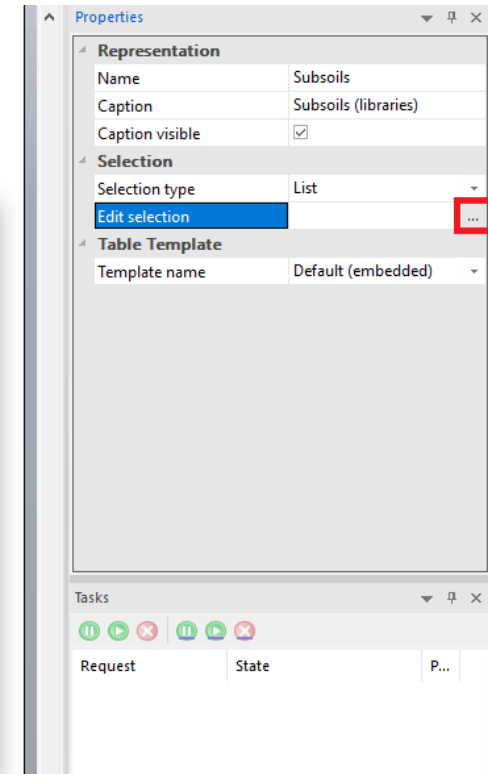 Properties
Representation
Name Subsoils
Caption Subsoils (libraries)
Caption visible
Selection
Selection type List
Edit selection ...
Table Template
Template name Default (embedded)
Tasks
Request State P...